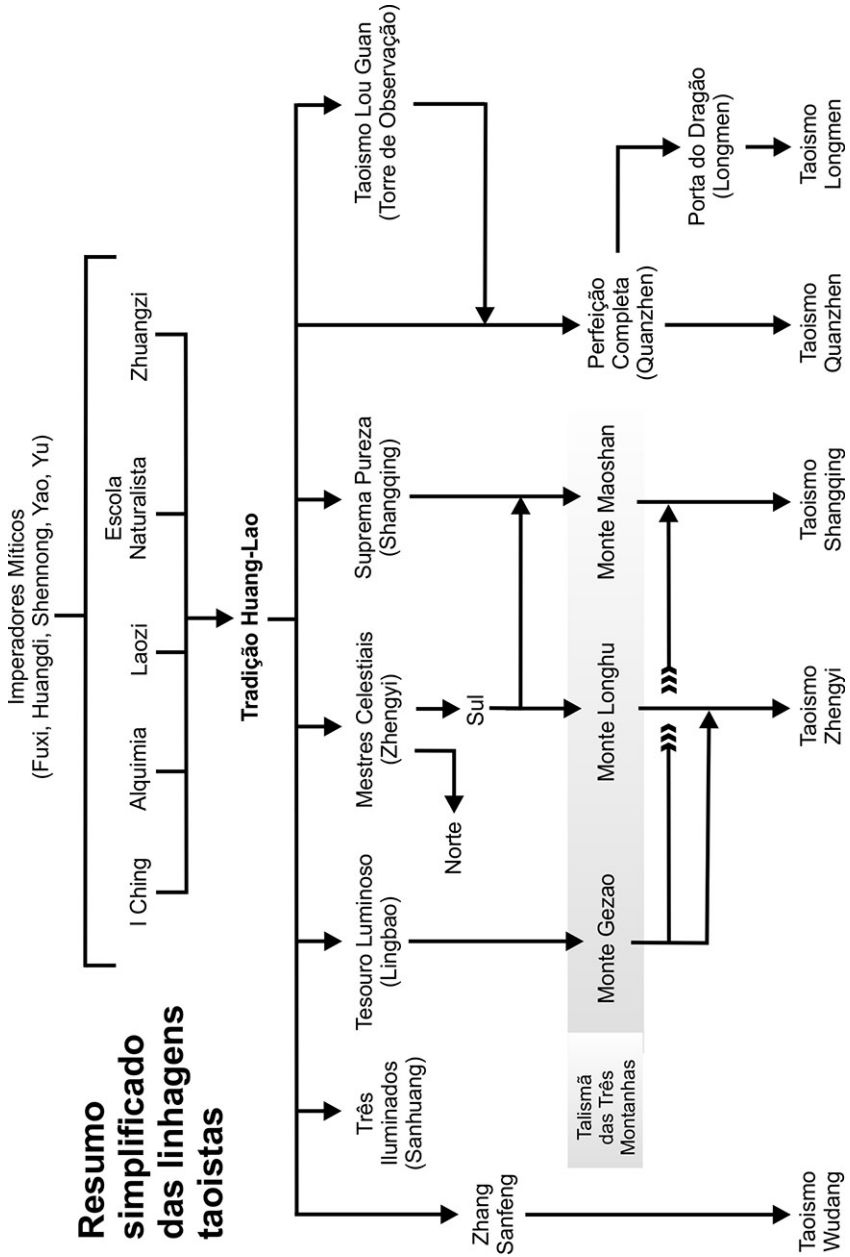 Resumo
simplificado
das linhagens
taoistas
Imperadores Míticos
(Fuxi, Huangdi, Shennong, Yao, Yu)
I Ching
Alquimia
Laozi
Escola
Naturalista
Zhuangzi
Tradição Huang-Lao
Três
Iluminados
(Sanhuang)
Tesouro Luminoso
(Lingbao)
Mestres Celestiais
(Zhengyi)
Suprema Pureza
(Shangqing)
Taoismo Lou Guan
(Torre de Observação)
Zhang
Sanfeng
Norte
Sul
Talismã
das Três
Montanhas
Monte Gezao
Monte Longhu
Monte Maoshan
Perfeição
Completa
(Quanzhen)
Porta do Dragão
(Longmen)
Taoismo
Wudang
Taoismo
Zhengyi
Taoismo
Shangqing
Taoismo
Quanzhen
Taoismo
Longmen